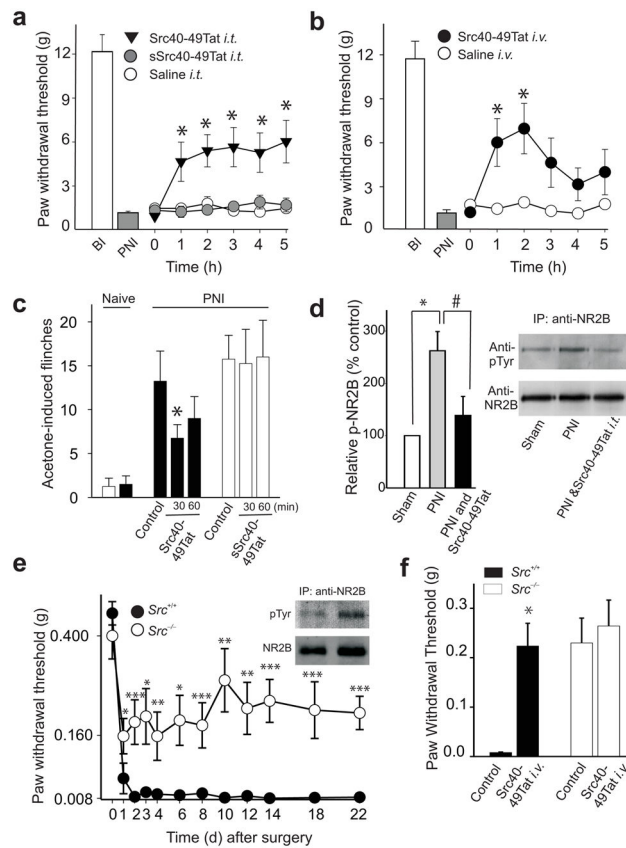 a
Paw withdrawal threshold (g)
12
9
6
3
1
Src40-49Tat i.t.
sSrc40-49Tat i.t.
Saline i.t.
* * * * *
BI PNI 0 1 2 3 4 5
Time (h)
b
Paw withdrawal threshold (g)
12
9
6
3
0
Src40-49Tat i.v.
Saline i.v.
* *
BI PNI 0 1 2 3 4 5
Time (h)
c
Acetone-induced flinches
20
15
10
5
0
Naive
PNI
*
Control
30 60
Src40-
49Tat
Control
30 60 (min)
sSrc40-
49Tat
d
Relative p-NR2B (% control)
300
200
100
* #
Sham
PNI
PNI and
Src40-49Tat
IP: anti-NR2B
Anti-
pTyr
Anti-
NR2B
Sham
PNI
PNI &Src40-49Tat i.t.
e
Paw withdrawal threshold (g)
0.400
0.160
0.008
Src+/+
Src-/-
IP: anti-NR2B
pTyr
NR2B
* *** * ** * *** ** ** *** *** ***
0 1 2 3 4 6 8 10 12 14 18 22
Time (d) after surgery
f
Paw Withdrawal Threshold (g)
0.3
0.2
0.1
0.0
Src+/+
Src-/-
*
Control
Src40-
49Tat i.v.
Control
Src40-
49Tat i.v.